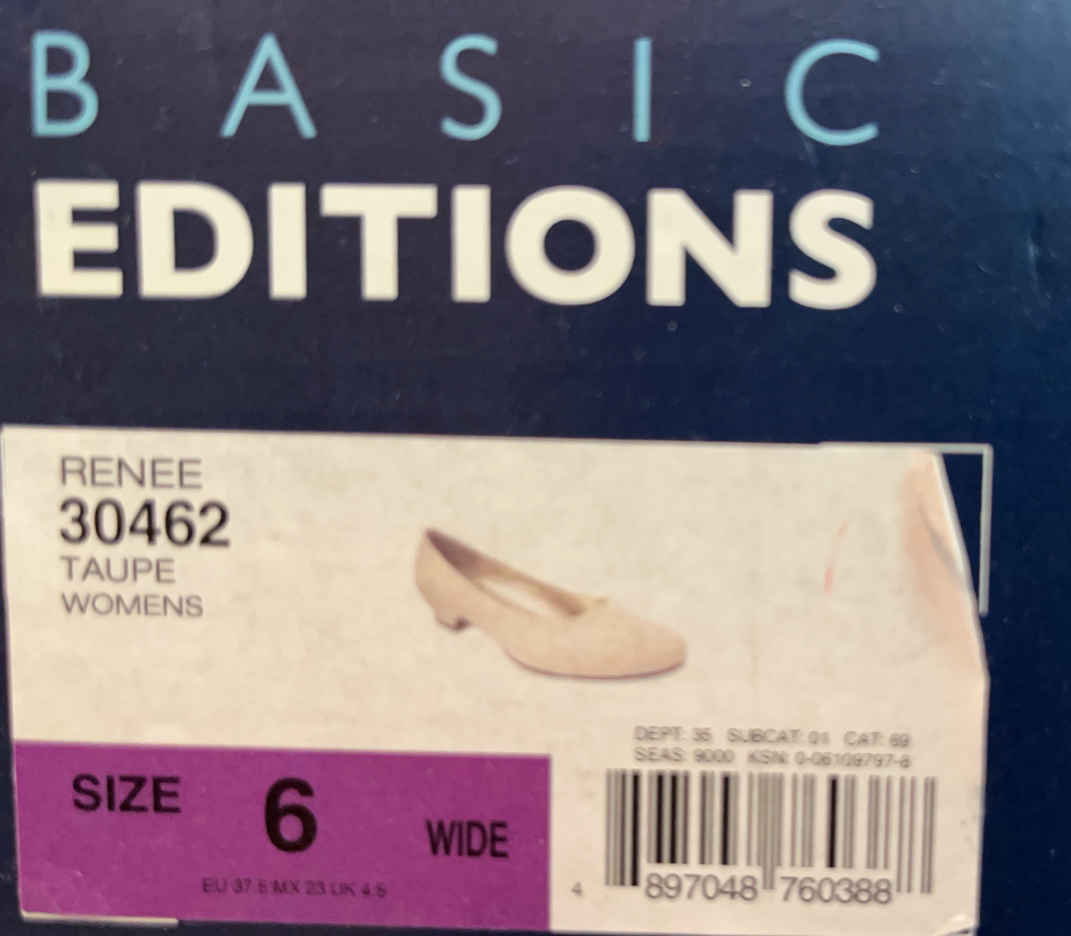 BASIC
EDITIONS
RENEE
30462
TAUPE
WOMENS
DEPT: 35 SUBCAT: 01 CAT: 69
SEAS: 9000 KSN: 0-06109797-6
SIZE 6 WIDE
EU 37.5 MX 23 UK 4.5
4 897048 760388